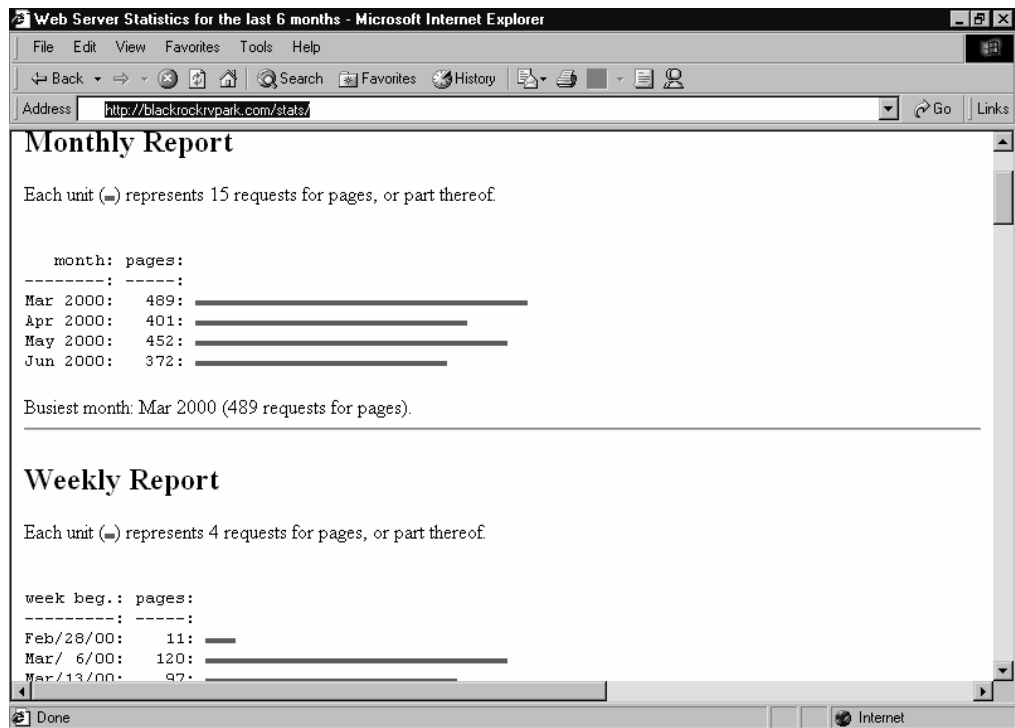 Web Server Statistics for the last 6 months - Microsoft Internet Explorer
File Edit View Favorites Tools Help
Back Search Favorites History
Address http://blackrockrvpark.com/stats/ Go Links
Monthly Report
Each unit ( ) represents 15 requests for pages, or part thereof.
month: pages:
--------: -----:
Mar 2000: 489:
Apr 2000: 401:
May 2000: 452:
Jun 2000: 372:
Busiest month: Mar 2000 (489 requests for pages).
Weekly Report
Each unit ( ) represents 4 requests for pages, or part thereof.
week beg.: pages:
---------: -----:
Feb/28/00: 11:
Mar/ 6/00: 120:
Mar/13/00: 97:
Done Internet